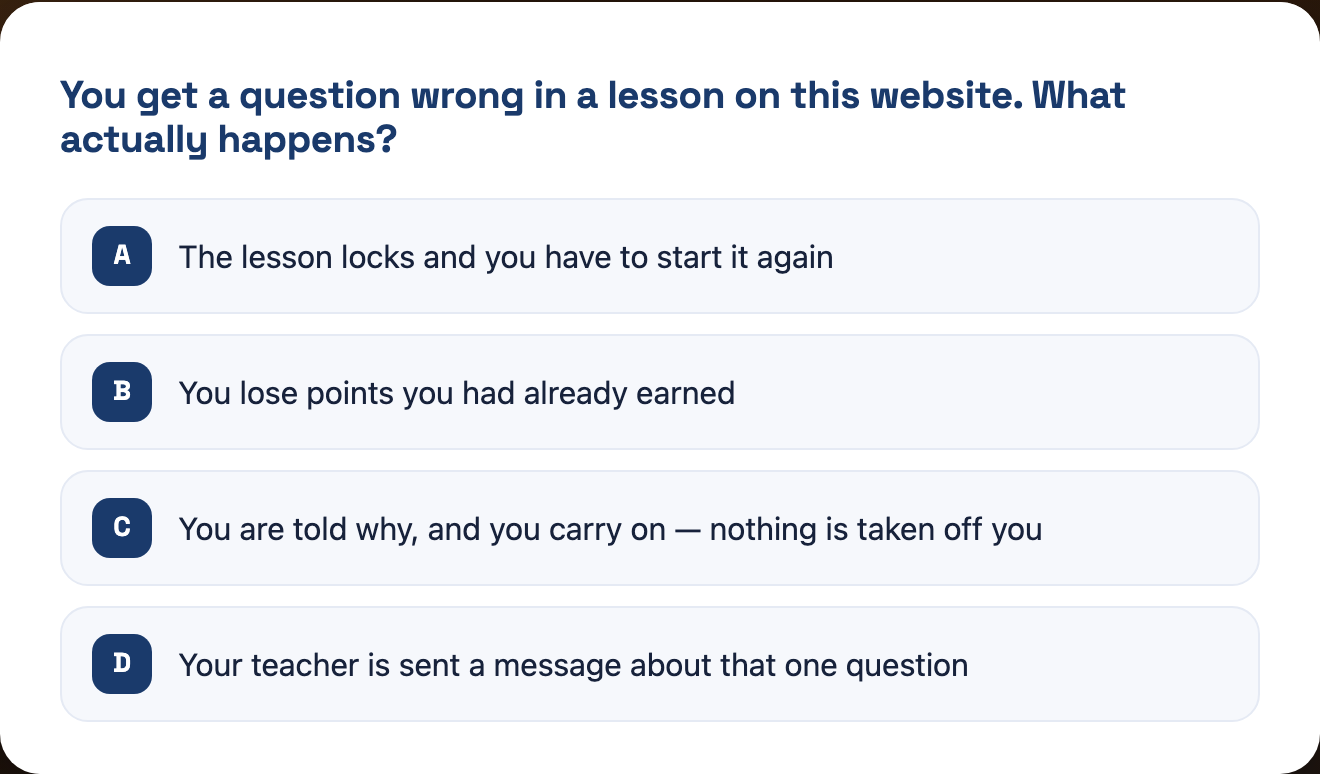 You get a question wrong in a lesson on this website. What
actually happens?
A The lesson locks and you have to start it again
B You lose points you had already earned
C You are told why, and you carry on — nothing is taken off you
D Your teacher is sent a message about that one question